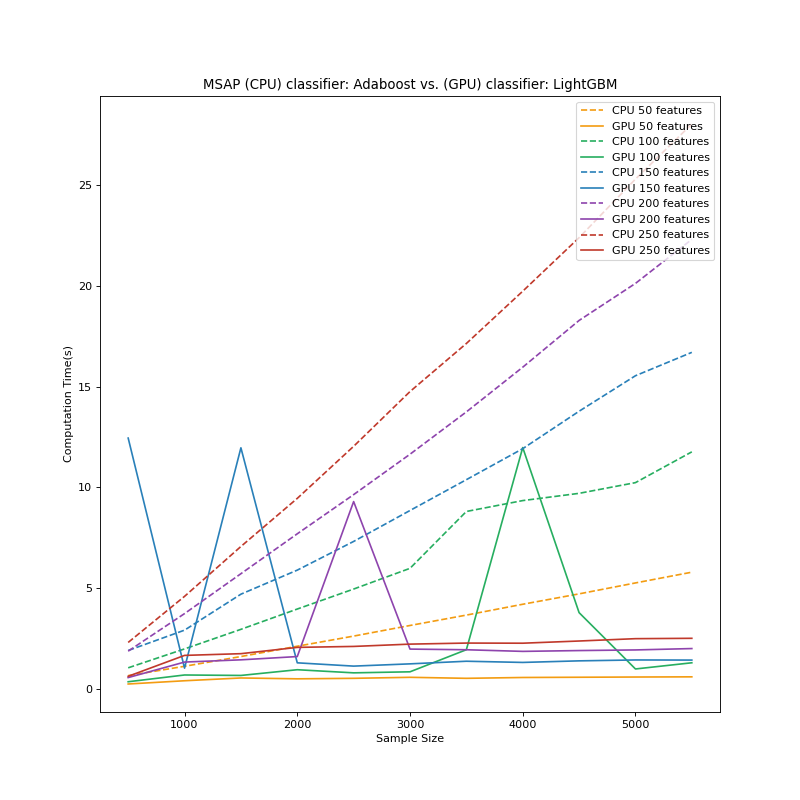 MSAP (CPU) classifier: Adaboost vs. (GPU) classifier: LightGBM
CPU 50 features
GPU 50 features
CPU 100 features
GPU 100 features
CPU 150 features
GPU 150 features
CPU 200 features
GPU 200 features
CPU 250 features
GPU 250 features
25
20
15
10
5
0
Computation Time(s)
1000
2000
3000
4000
5000
Sample Size